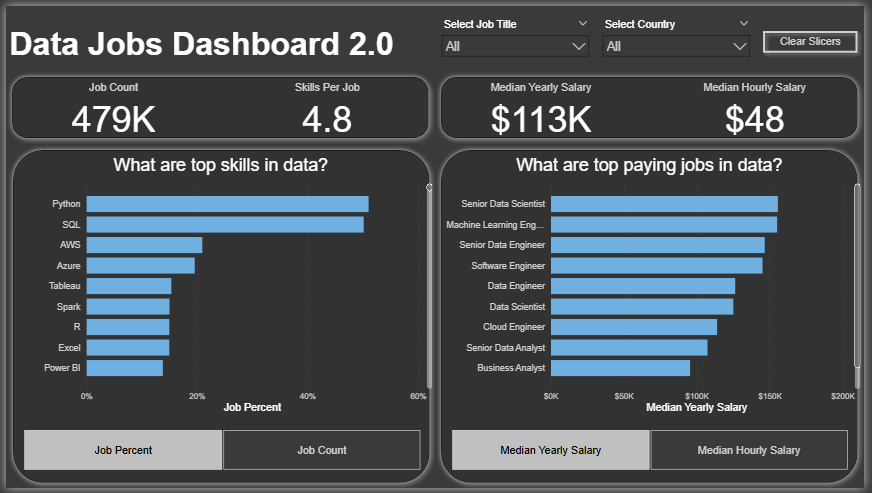 Data Jobs Dashboard 2.0
Select Job Title
All
Select Country
All
Clear Slicers
Job Count
479K
Skills Per Job
4.8
Median Yearly Salary
$113K
Median Hourly Salary
$48
What are top skills in data?
Python
SQL
AWS
Azure
Tableau
Spark
R
Excel
Power BI
0% 20% 40% 60%
Job Percent
Job Percent
Job Count
What are top paying jobs in data?
Senior Data Scientist
Machine Learning Eng...
Senior Data Engineer
Software Engineer
Data Engineer
Data Scientist
Cloud Engineer
Senior Data Analyst
Business Analyst
$0K $50K $100K $150K $200K
Median Yearly Salary
Median Yearly Salary
Median Hourly Salary